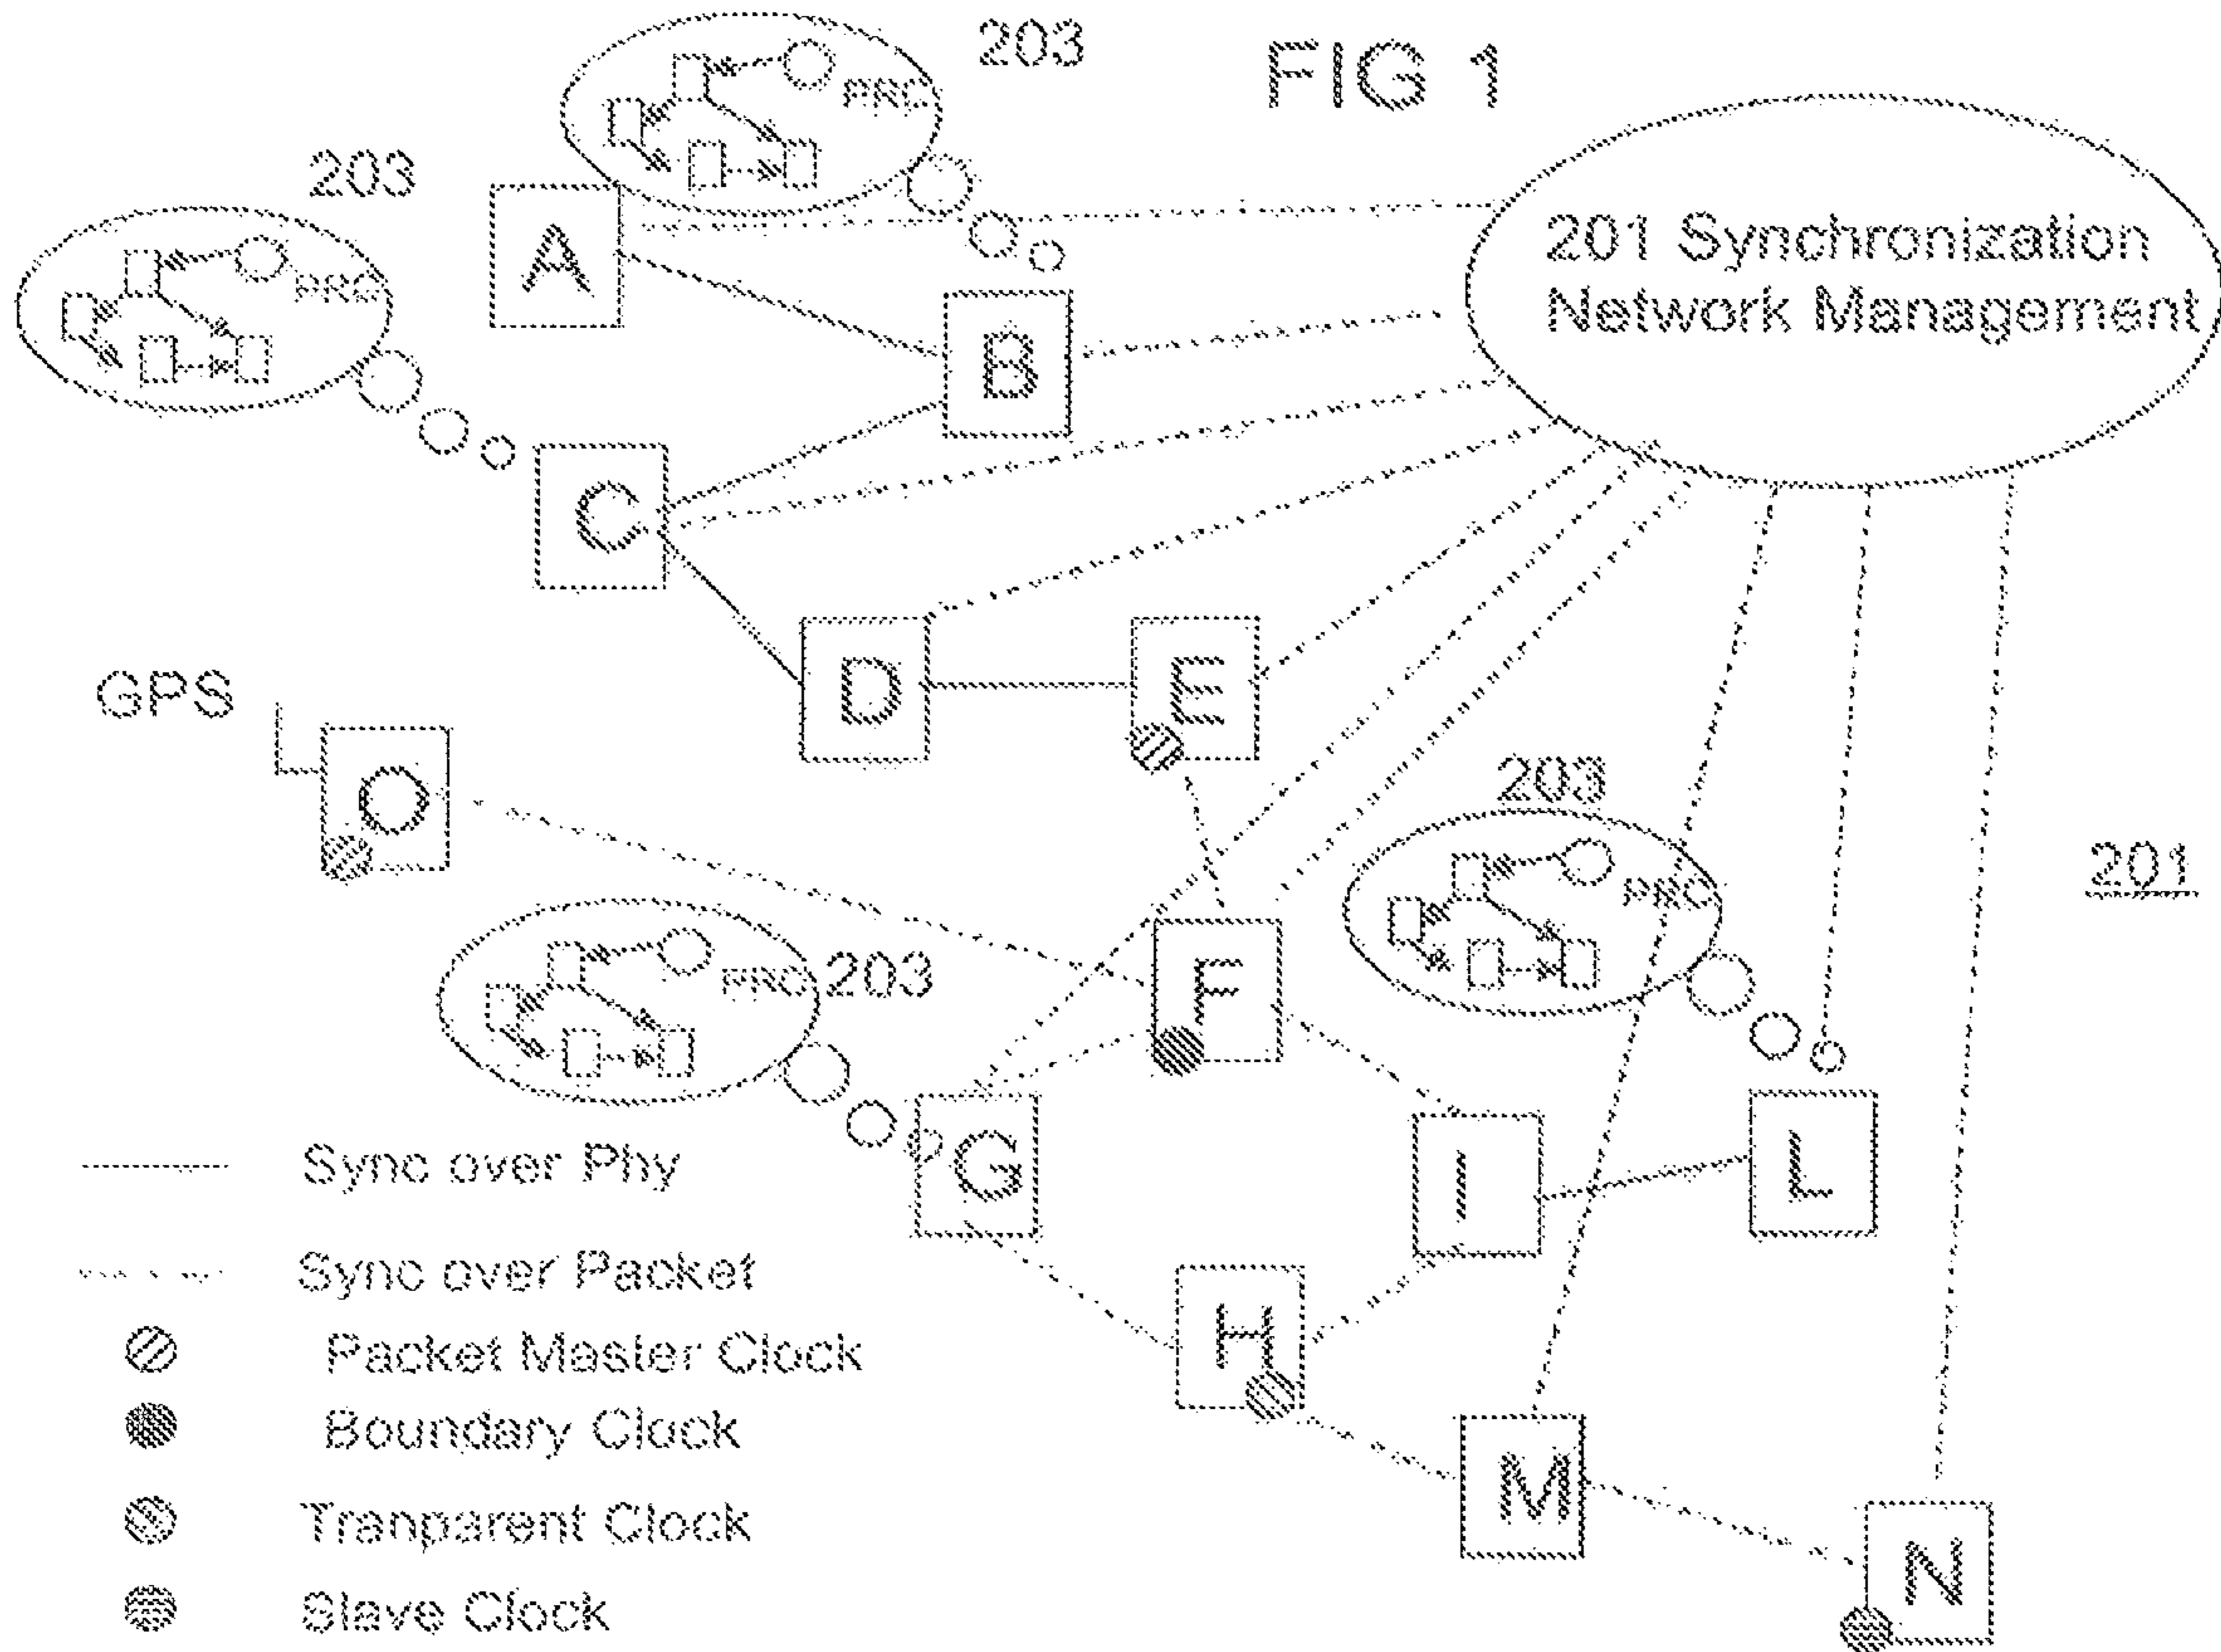 203
FIG 1
PRC
203
A
201 Synchronization
Network Management
PRC
B
C
D
E
GPS
O
203
PRC
201
F
PRC
203
G
I
L
Sync over Phy
Sync over Packet
H
Packet Master Clock
Boundary Clock
M
Tranparent Clock
N
Slave Clock